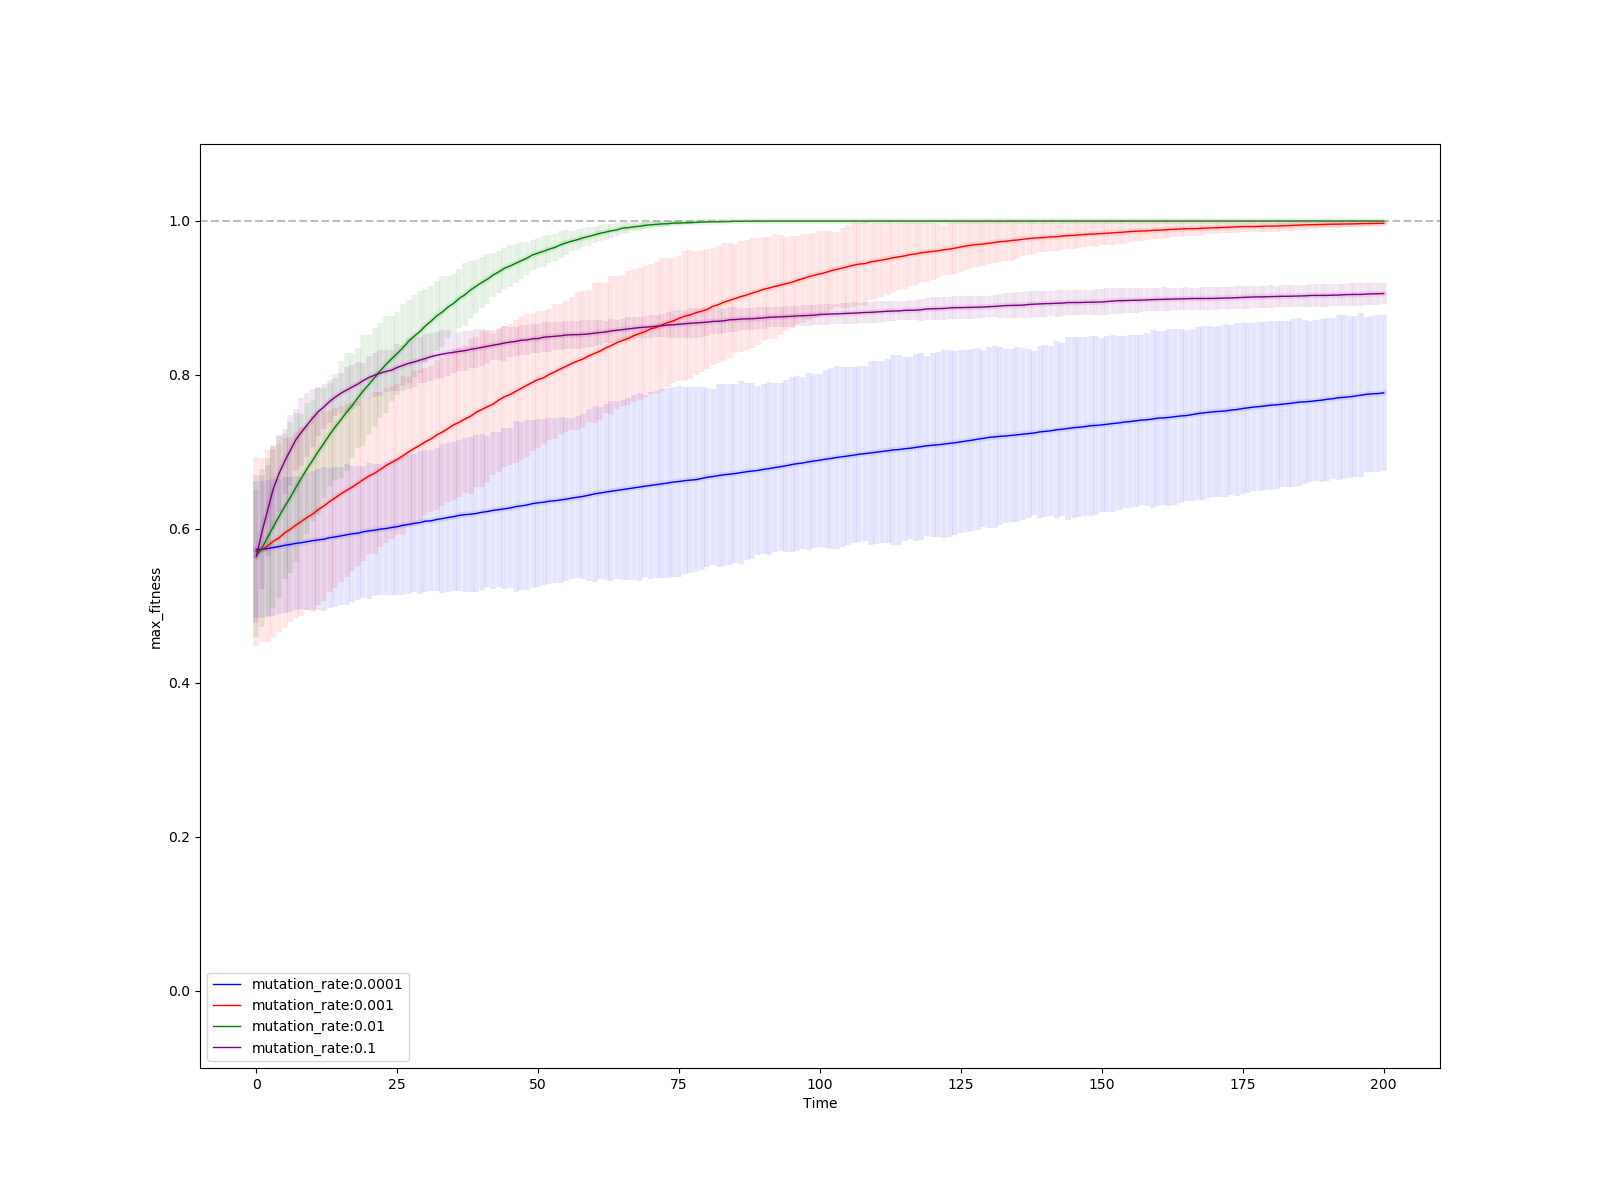 1.0
0.8
0.6
0.4
0.2
0.0
max_fitness
mutation_rate:0.0001
mutation_rate:0.001
mutation_rate:0.01
mutation_rate:0.1
0 25 50 75 100 125 150 175 200
Time